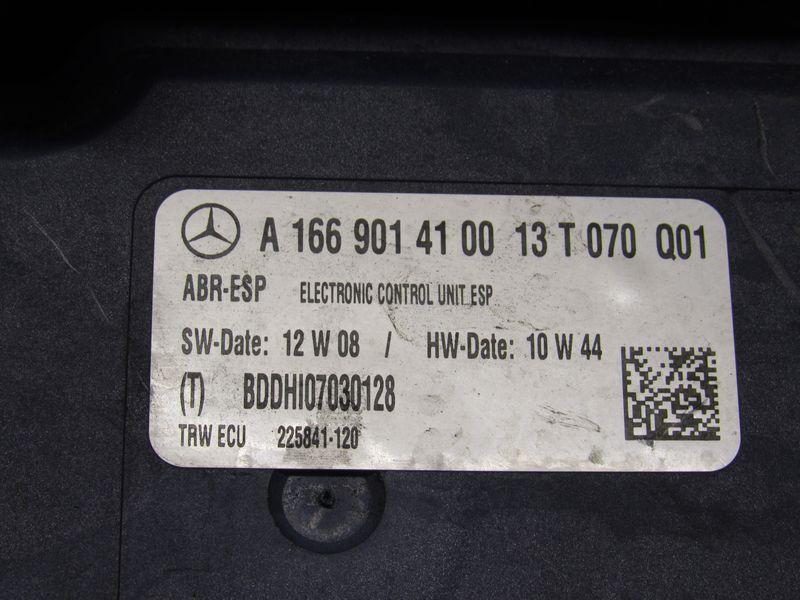 A 166 901 41 00 13 T 070 Q01
ABR-ESP ELECTRONIC CONTROL UNIT ESP
SW-Date: 12 W 08 / HW-Date: 10 W 44
(T) BDDHI07030128
TRW ECU 225841-120